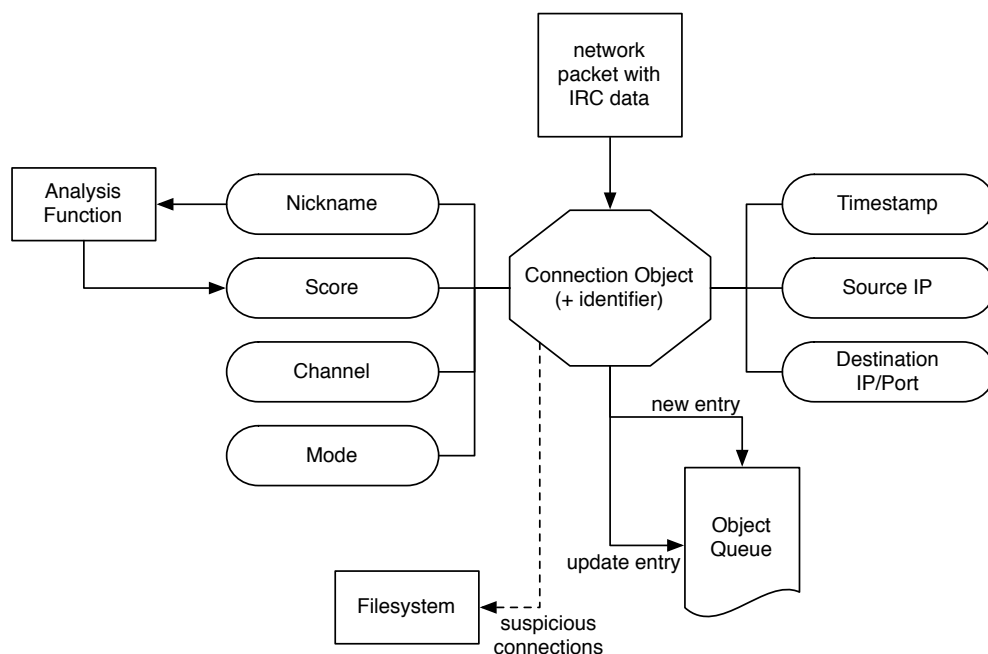 network
packet with
IRC data
Analysis
Function
Nickname
Score
Channel
Mode
Connection Object
(+ identifier)
Timestamp
Source IP
Destination
IP/Port
new entry
update entry
Object
Queue
Filesystem
suspicious
connections